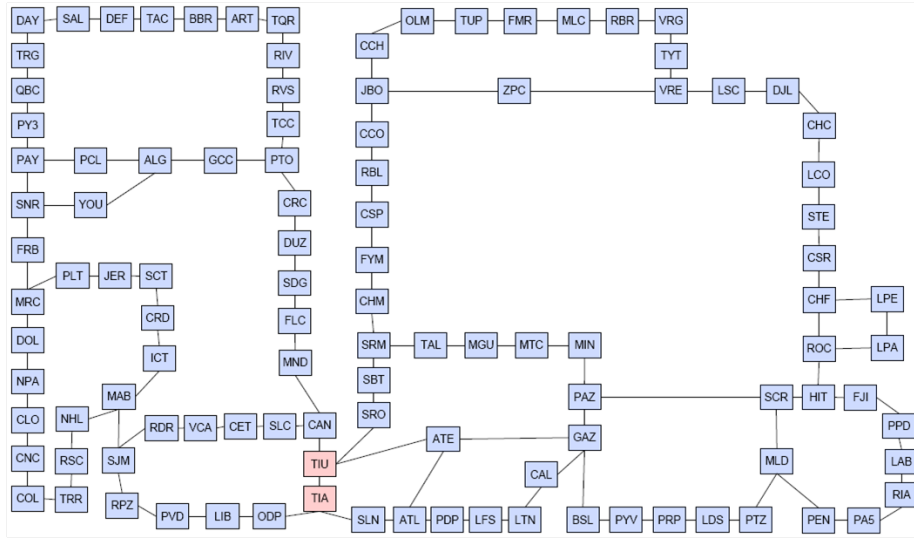 DAY SAL DEF TAC BBR ART TQR OLM TUP FMR MLC RBR VRG
CCH
TRG RIV TYT
QBC RVS JBO ZPC VRE LSC DJL
PY3 TCC CCO CHC
PAY PCL ALG GCC PTO
RBL LCO
SNR YOU CRC CSP STE
FRB DUZ FYM CSR
PLT JER SCT SDG
MRC CHM CHF LPE
CRD FLC
DOL SRM TAL MGU MTC MIN ROC LPA
ICT MND
NPA SBT
MAB PAZ SCR HIT FJI
CLO NHL SRO PPD
RDR VCA CET SLC CAN
ATE GAZ
CNC RSC SJM TIU MLD LAB
CAL
COL TRR TIA RIA
RPZ
PVD LIB ODP SLN ATL PDP LFS LTN BSL PYV PRP LDS PTZ PEN PA5